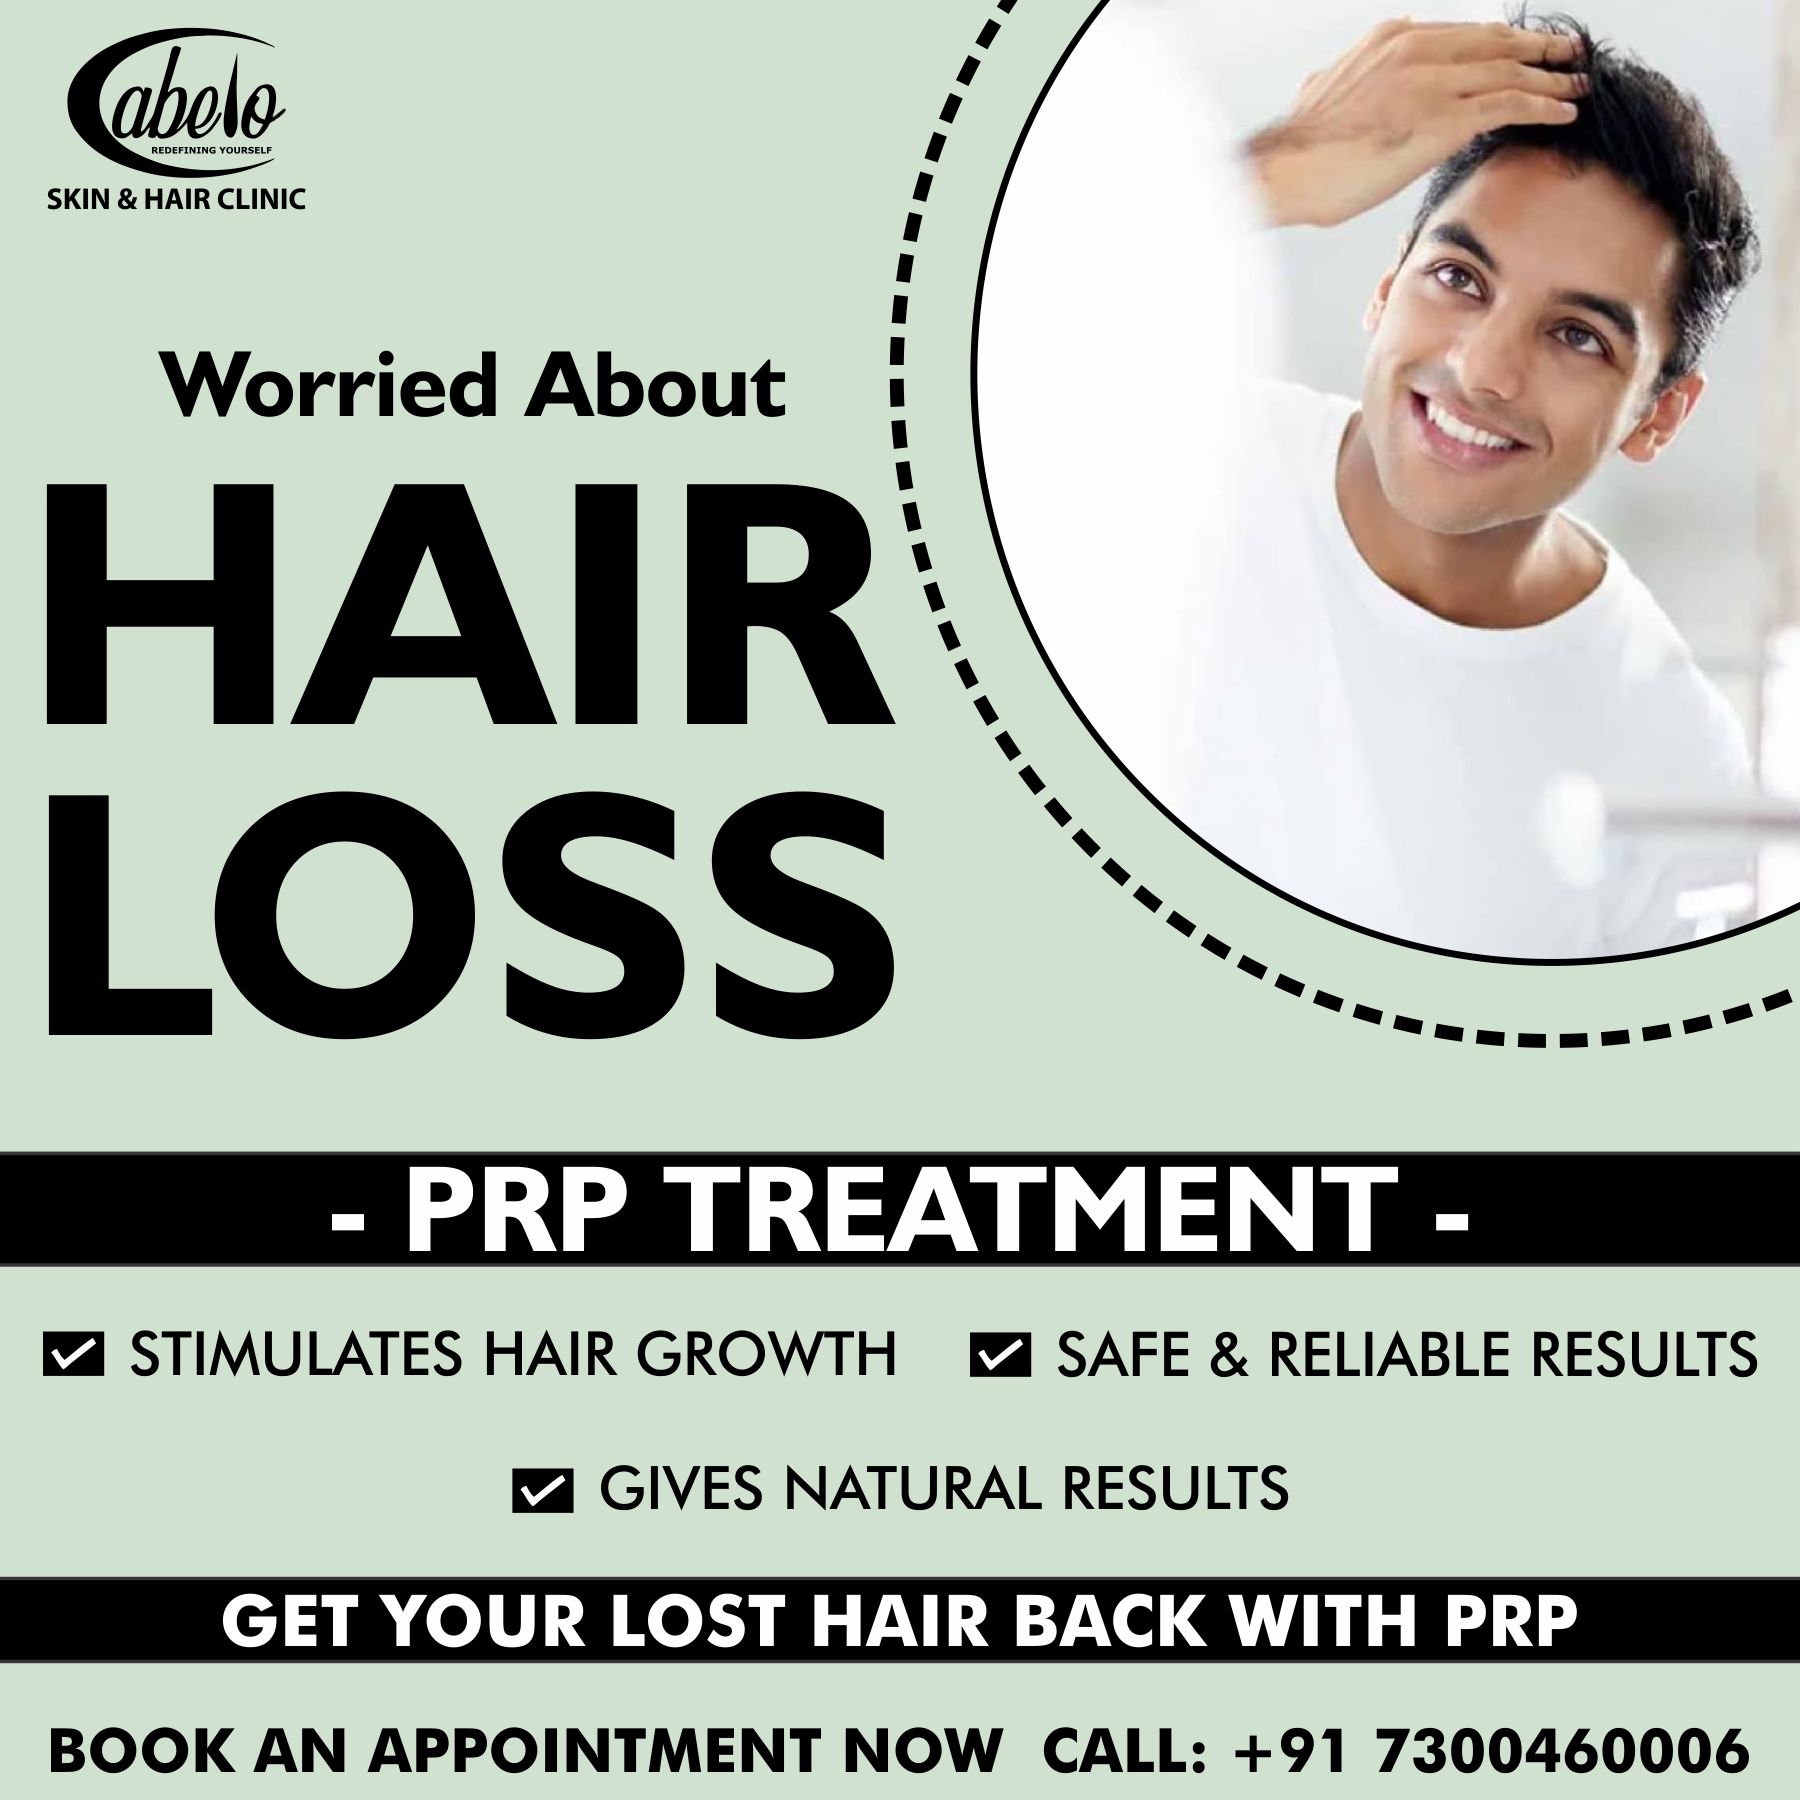 Cabelo
REDEFINING YOURSELF
SKIN & HAIR CLINIC
Worried About
HAIR
LOSS
- PRP TREATMENT -
STIMULATES HAIR GROWTH
SAFE & RELIABLE RESULTS
GIVES NATURAL RESULTS
GET YOUR LOST HAIR BACK WITH PRP
BOOK AN APPOINTMENT NOW CALL: +91 7300460006